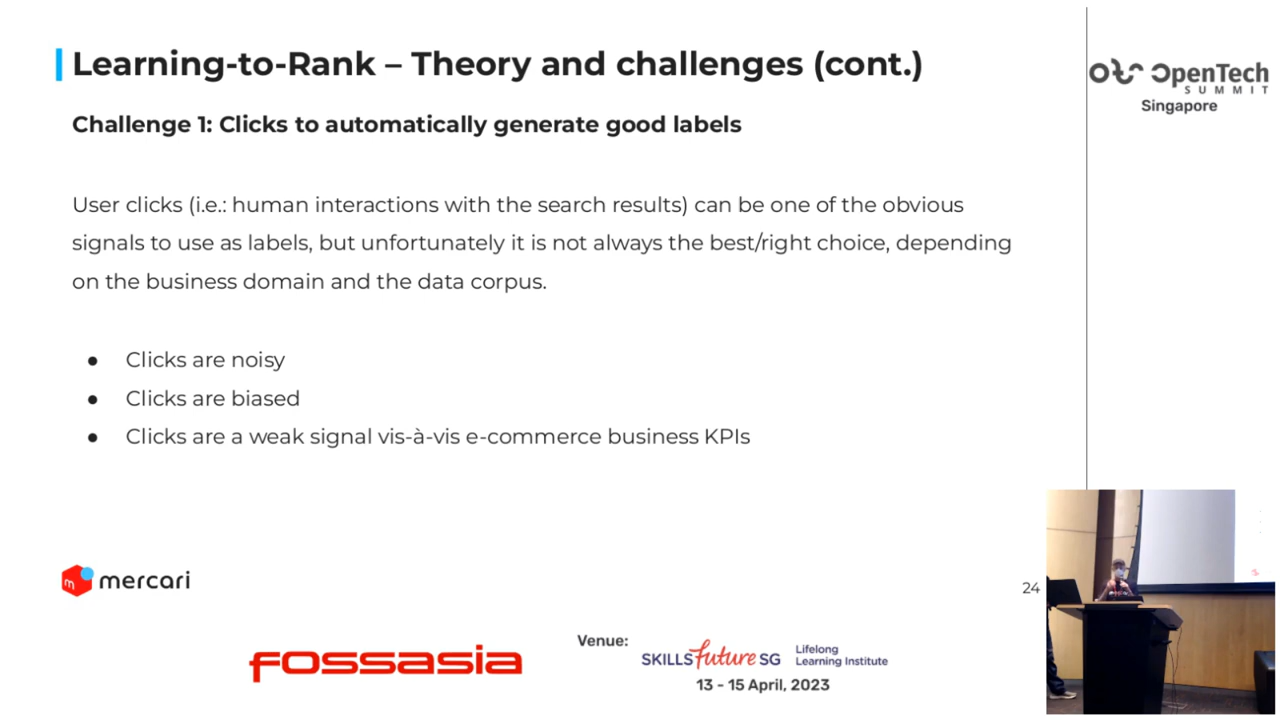 Learning-to-Rank – Theory and challenges (cont.)
OpenTech
SUMMIT
Singapore
Challenge 1: Clicks to automatically generate good labels
User clicks (i.e.: human interactions with the search results) can be one of the obvious
signals to use as labels, but unfortunately it is not always the best/right choice, depending
on the business domain and the data corpus.
● Clicks are noisy
● Clicks are biased
● Clicks are a weak signal vis-à-vis e-commerce business KPIs
m mercari
24
fossasia
Venue:
SKILLSfuture SG
Lifelong
Learning Institute
13 - 15 April, 2023